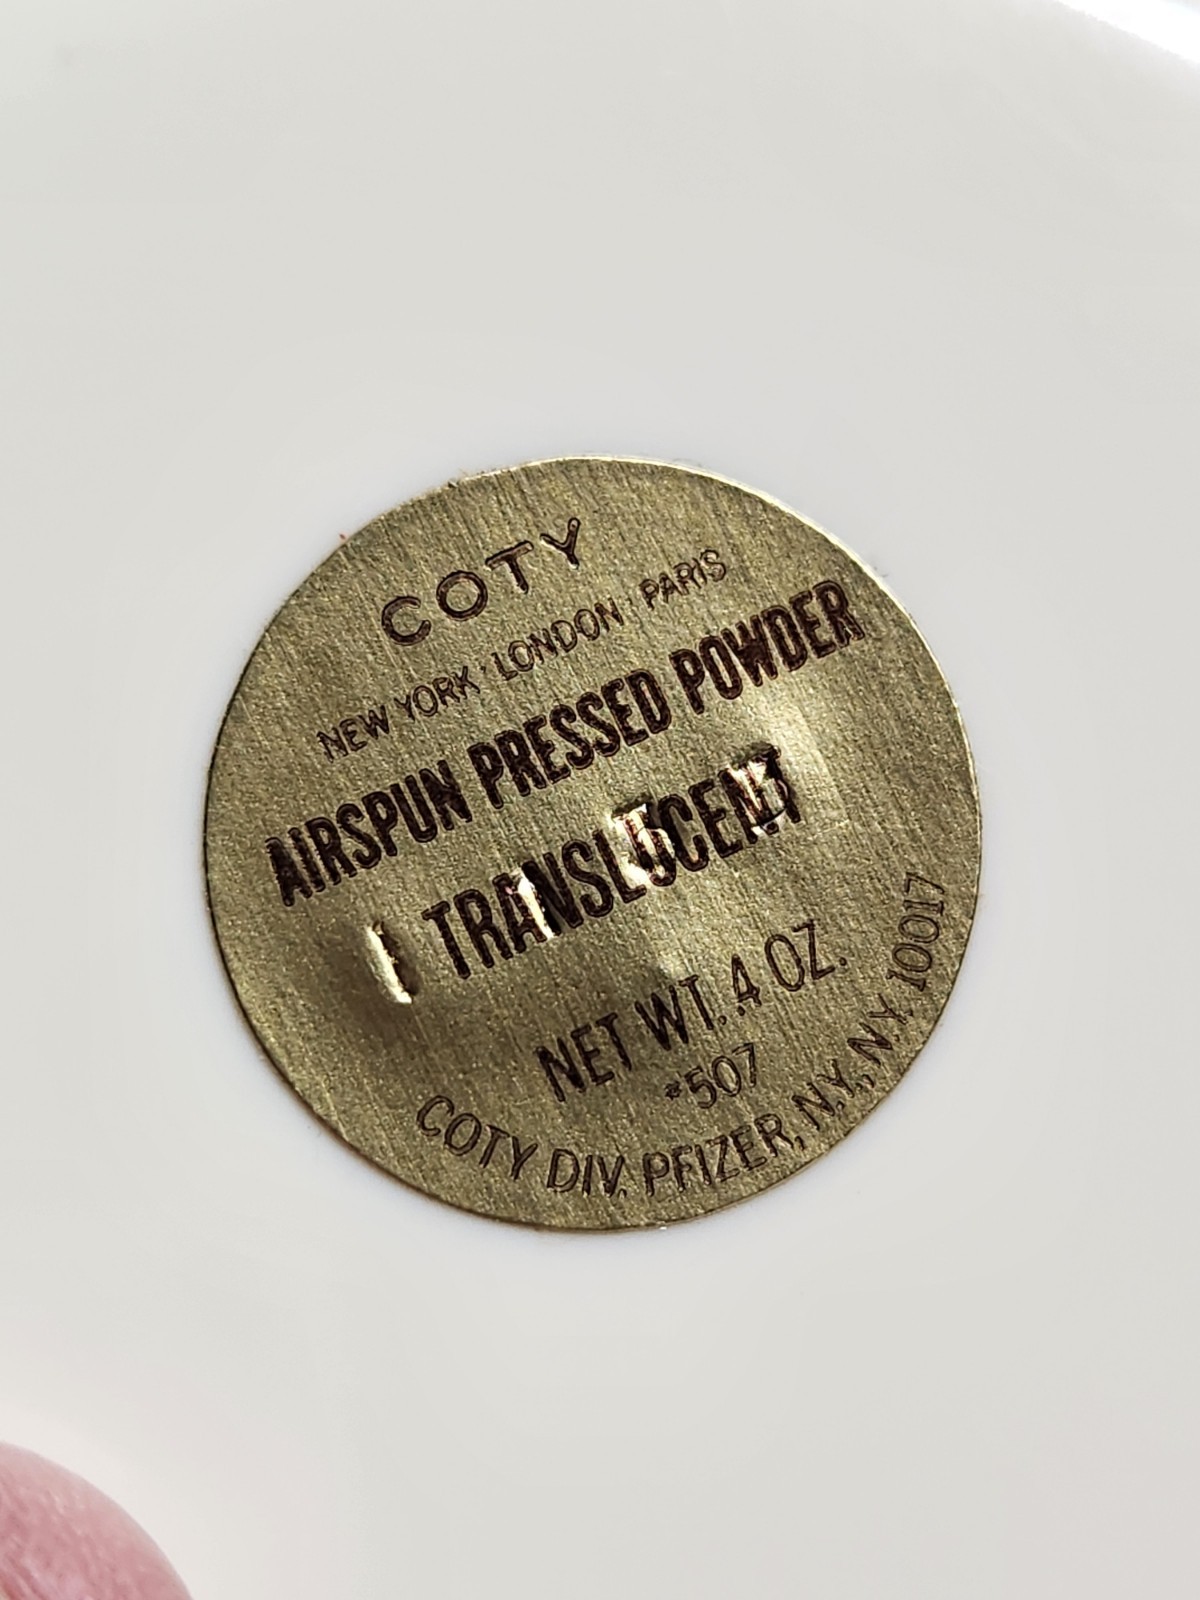 COTY
NEW YORK · LONDON · PARIS
AIRSPUN PRESSED POWDER
TRANSLUCENT
NET WT. .4 OZ.
#507
COTY DIV. PFIZER, N.Y., N.Y. 10017